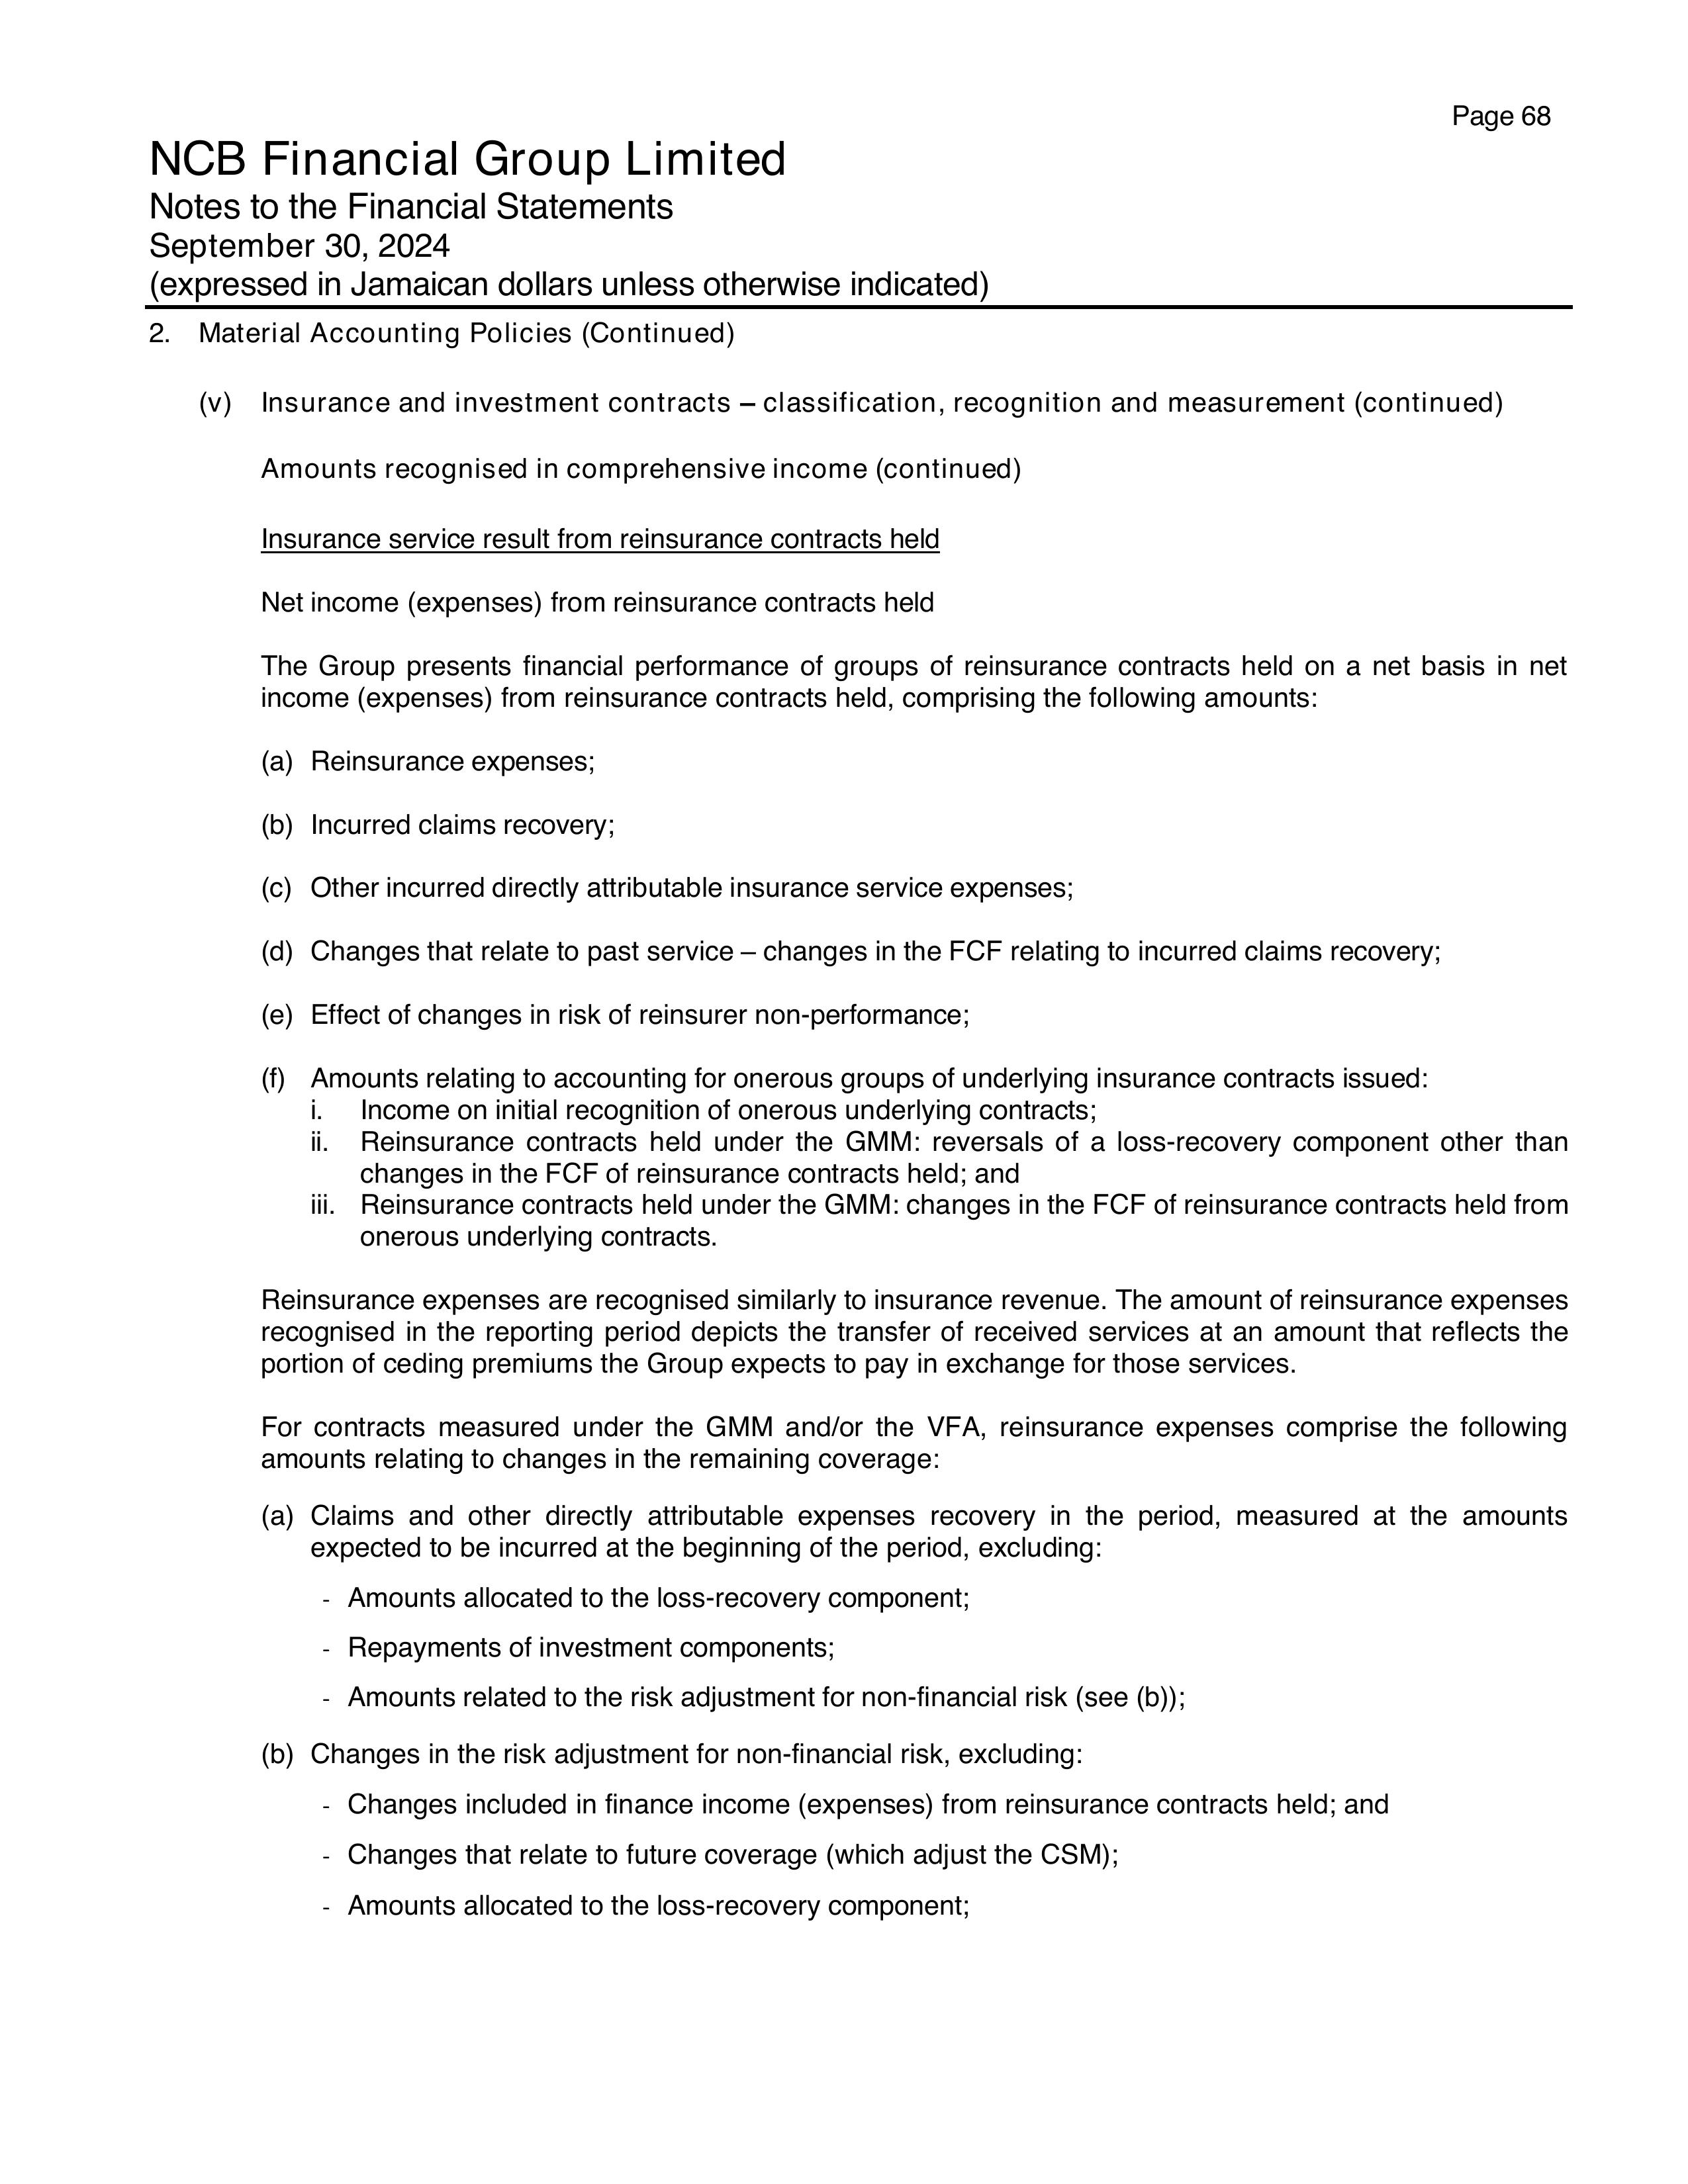 Page 68
NCB Financial Group Limited
Notes to the Financial Statements
September 30, 2024
(expressed in Jamaican dollars unless otherwise indicated)
2. Material Accounting Policies (Continued)
(v) Insurance and investment contracts – classification, recognition and measurement (continued)
Amounts recognised in comprehensive income (continued)
Insurance service result from reinsurance contracts held
Net income (expenses) from reinsurance contracts held
The Group presents financial performance of groups of reinsurance contracts held on a net basis in net
income (expenses) from reinsurance contracts held, comprising the following amounts:
(a) Reinsurance expenses;
(b) Incurred claims recovery;
(c) Other incurred directly attributable insurance service expenses;
(d) Changes that relate to past service – changes in the FCF relating to incurred claims recovery;
(e) Effect of changes in risk of reinsurer non-performance;
(f) Amounts relating to accounting for onerous groups of underlying insurance contracts issued:
i. Income on initial recognition of onerous underlying contracts;
ii. Reinsurance contracts held under the GMM: reversals of a loss-recovery component other than
changes in the FCF of reinsurance contracts held; and
iii. Reinsurance contracts held under the GMM: changes in the FCF of reinsurance contracts held from
onerous underlying contracts.
Reinsurance expenses are recognised similarly to insurance revenue. The amount of reinsurance expenses
recognised in the reporting period depicts the transfer of received services at an amount that reflects the
portion of ceding premiums the Group expects to pay in exchange for those services.
For contracts measured under the GMM and/or the VFA, reinsurance expenses comprise the following
amounts relating to changes in the remaining coverage:
(a) Claims and other directly attributable expenses recovery in the period, measured at the amounts
expected to be incurred at the beginning of the period, excluding:
- Amounts allocated to the loss-recovery component;
- Repayments of investment components;
- Amounts related to the risk adjustment for non-financial risk (see (b));
(b) Changes in the risk adjustment for non-financial risk, excluding:
- Changes included in finance income (expenses) from reinsurance contracts held; and
- Changes that relate to future coverage (which adjust the CSM);
- Amounts allocated to the loss-recovery component;